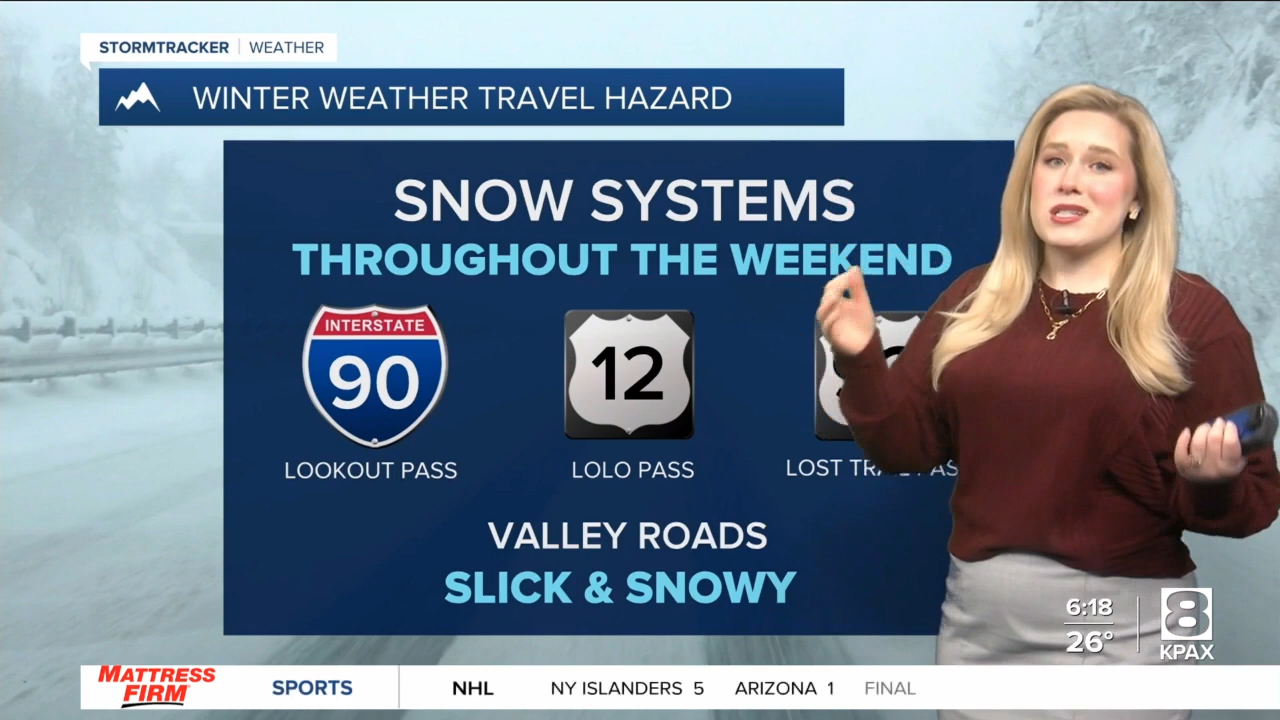 STORMTRACKER WEATHER
WINTER WEATHER TRAVEL HAZARD
SNOW SYSTEMS
THROUGHOUT THE WEEKEND
INTERSTATE
90
12
LOOKOUT PASS
LOLO PASS
LOST
VALLEY ROADS
SLICK & SNOWY
6:18
26°
8
KPAX
MATTRESS
FIRM
SPORTS
NHL
NY ISLANDERS 5
ARIZONA 1
FINAL